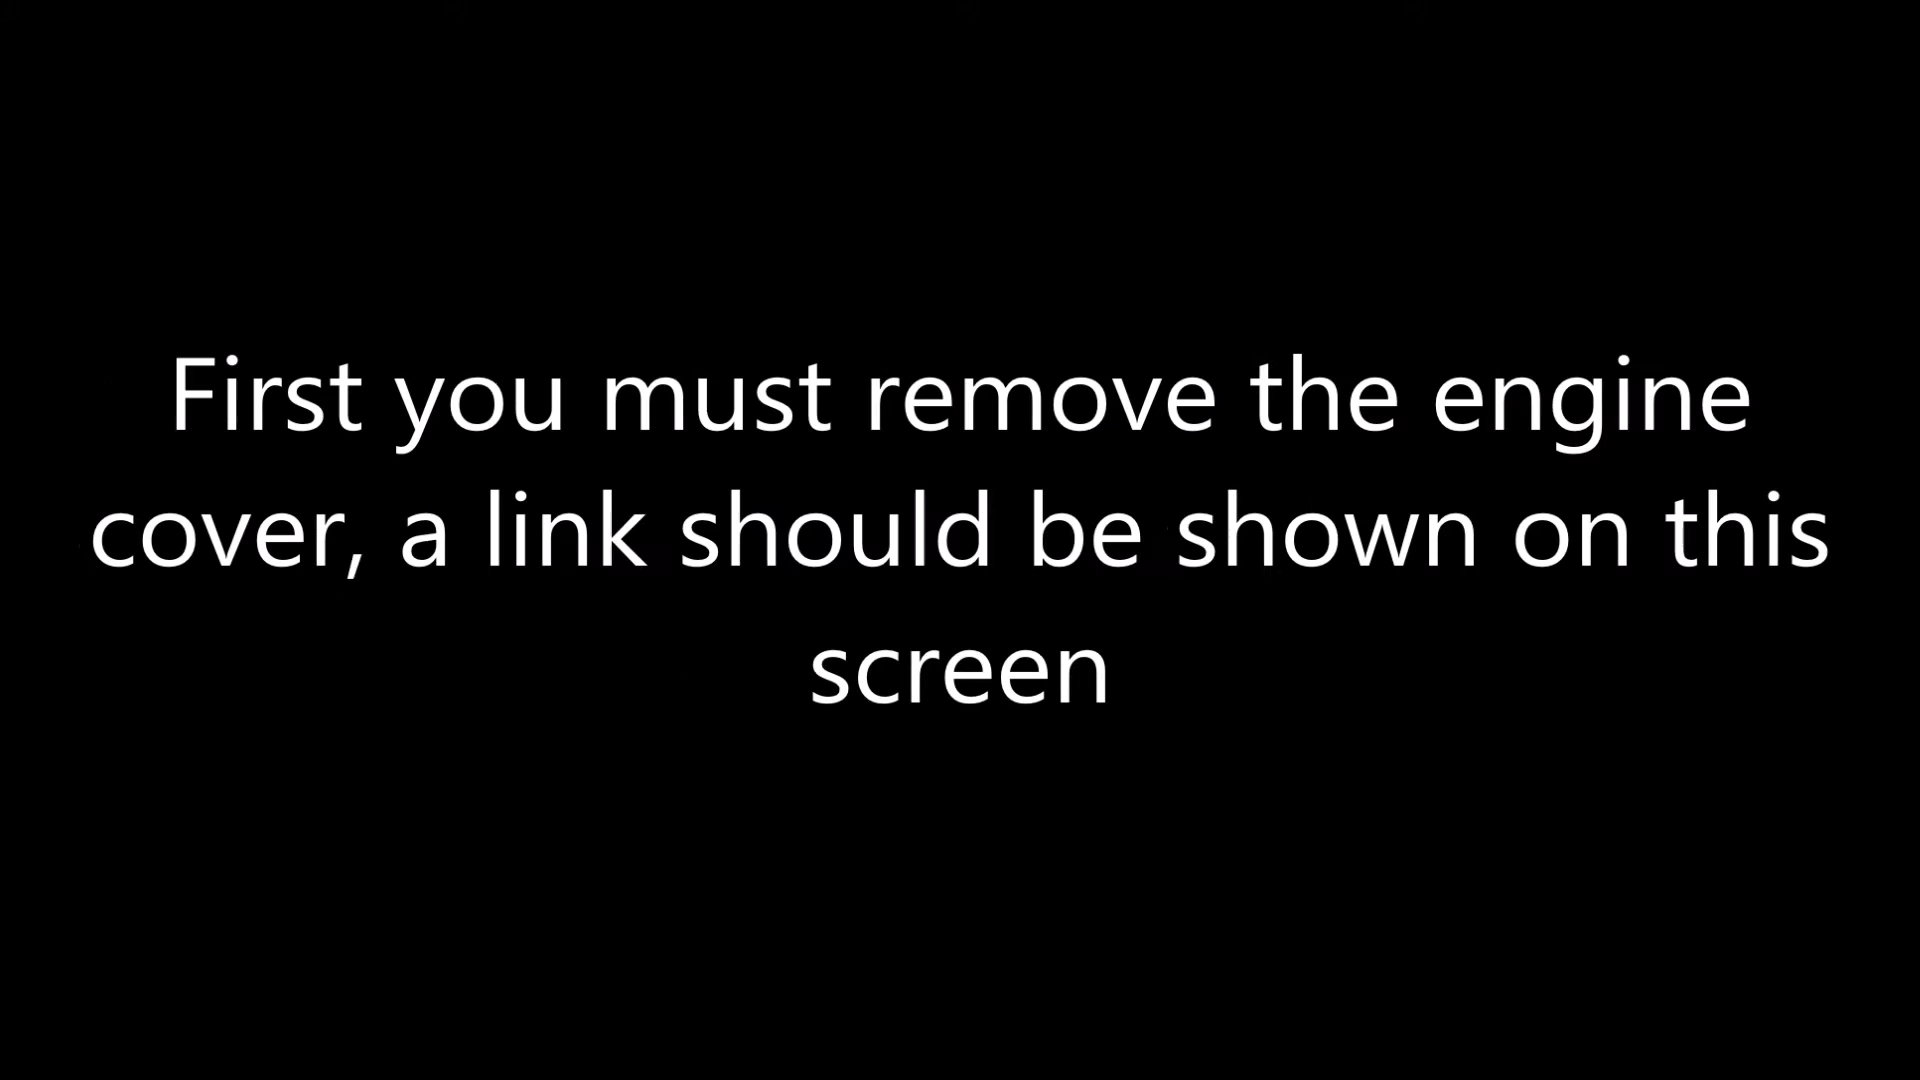 First you must remove the engine
cover, a link should be shown on this
screen